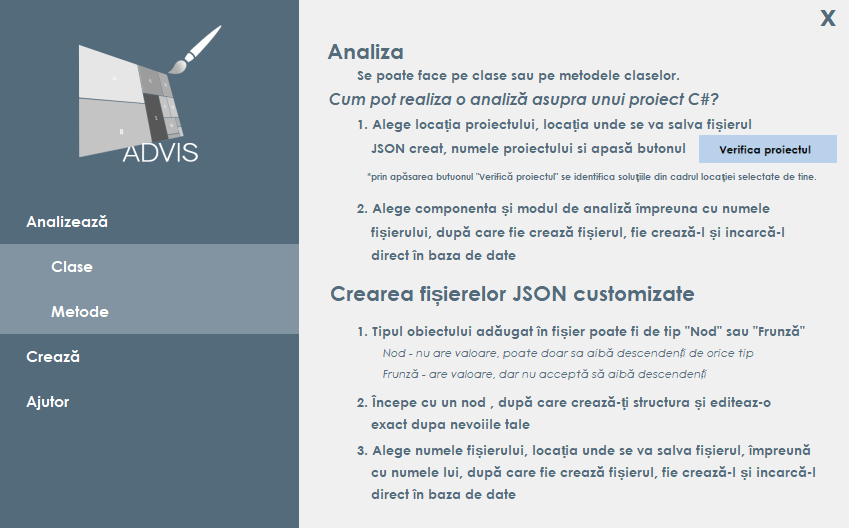 X
ADVIS
Analizează
Clase
Metode
Crează
Ajutor
Analiza
Se poate face pe clase sau pe metodele claselor.
Cum pot realiza o analiză asupra unui proiect C#?
1. Alege locația proiectului, locația unde se va salva fișierul
JSON creat, numele proiectului si apasă butonul
Verifica proiectul
*prin apăsarea butuonul "Verifică proiectul" se identifica soluțiile din cadrul locației selectate de tine.
2. Alege componenta și modul de analiză împreuna cu numele
fișierului, după care fie crează fișierul, fie crează-l și incarcă-l
direct în baza de date
Crearea fișierelor JSON customizate
1. Tipul obiectului adăugat în fișier poate fi de tip "Nod" sau "Frunză"
Nod - nu are valoare, poate doar sa aibă descendenți de orice tip
Frunză - are valoare, dar nu acceptă să aibă descendenți
2. Începe cu un nod , după care crează-ți structura și editeaz-o
exact dupa nevoiile tale
3. Alege numele fișierului, locația unde se va salva fișierul, împreună
cu numele lui, după care fie crează fișierul, fie crează-l și incarcă-l
direct în baza de date